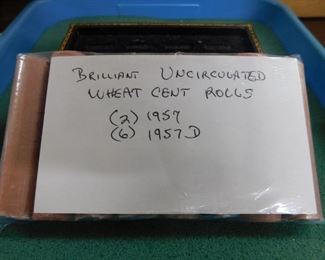 BRILLIANT UNCIRCULATED
WHEAT CENT ROLLS
(2) 1957
(6) 1957 D